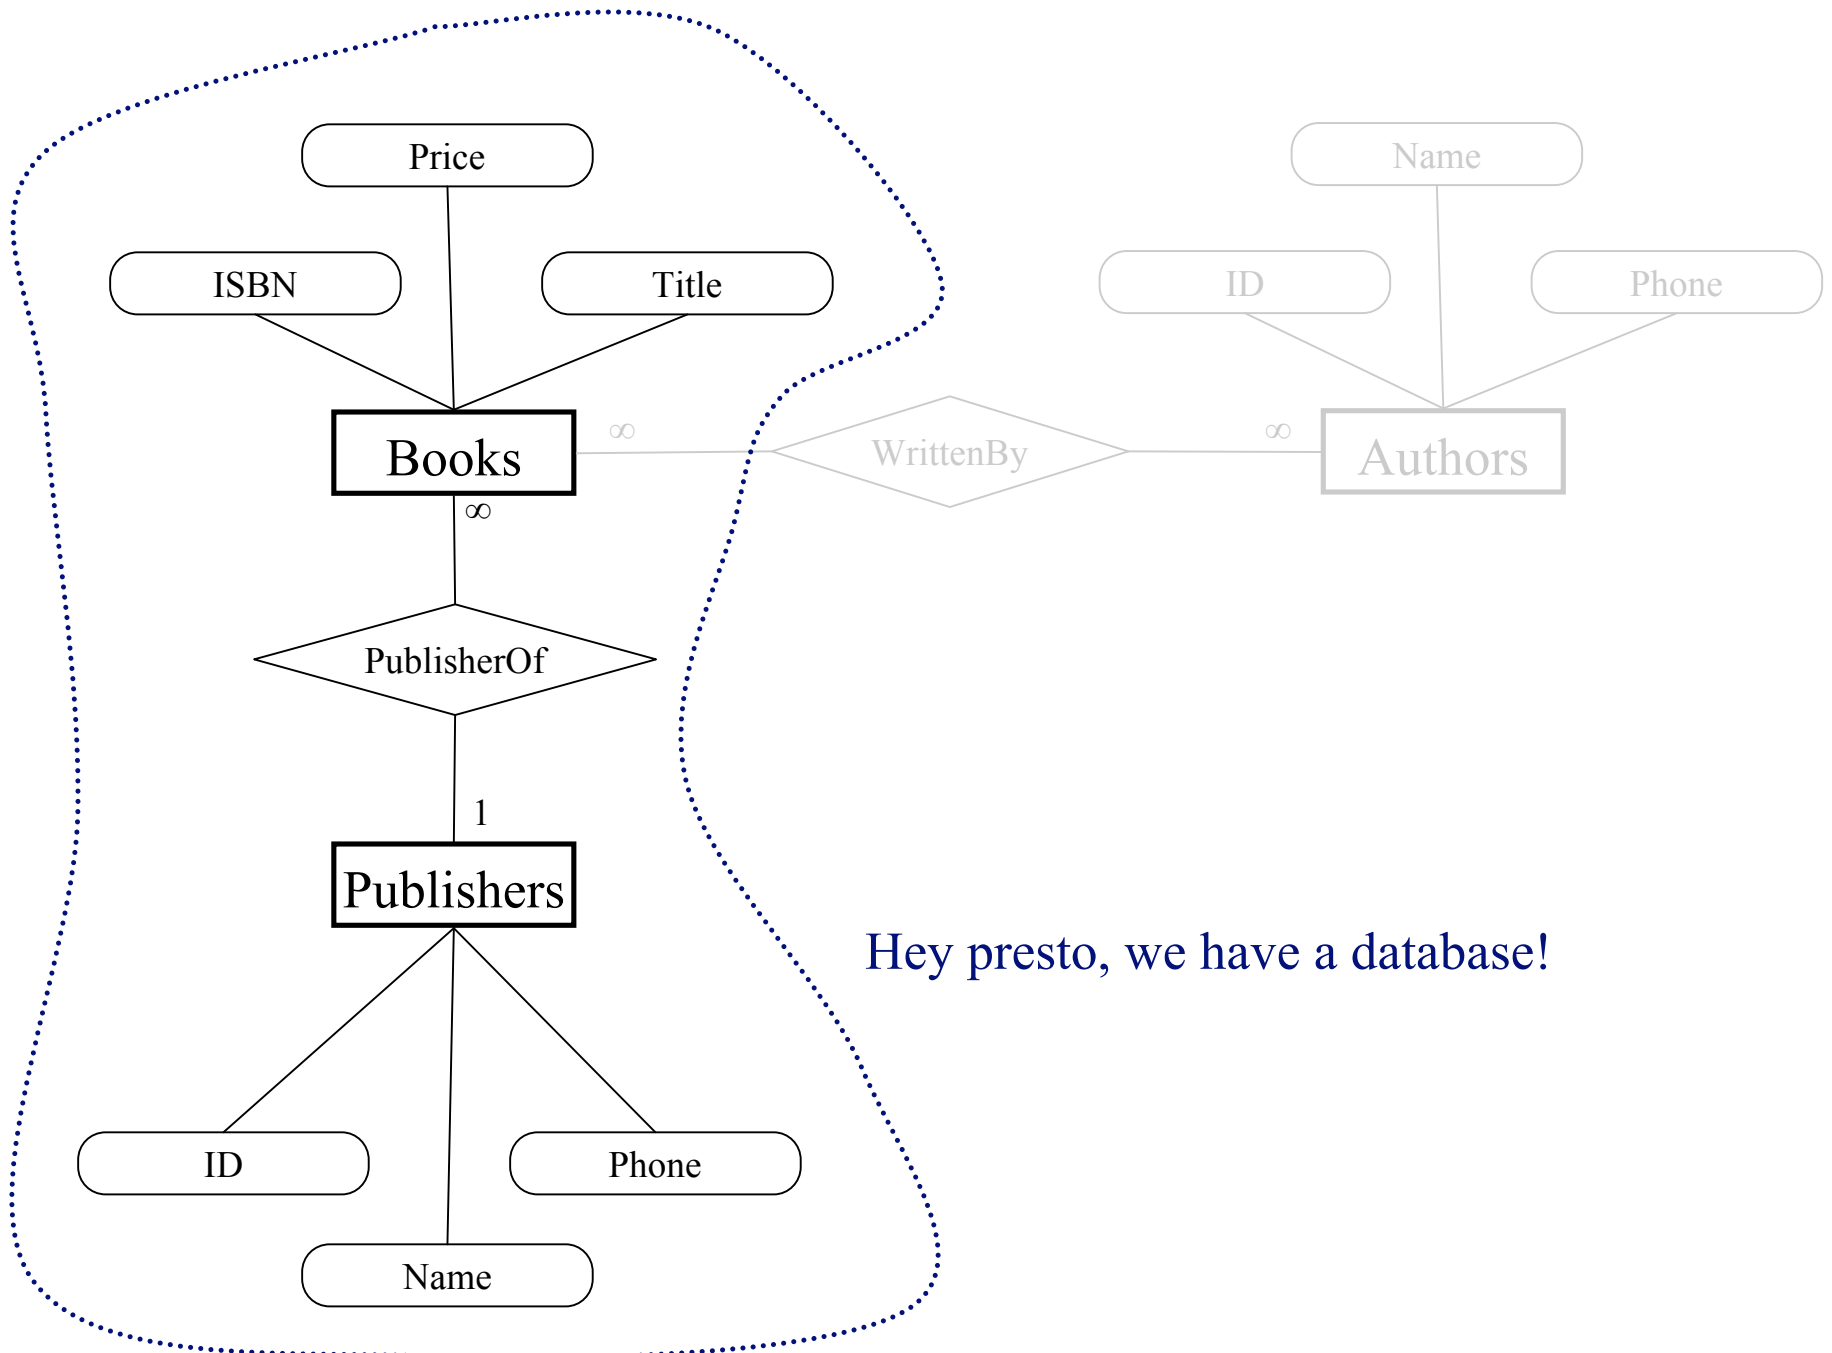 Price
Name
ISBN
Title
ID
Phone
∞
∞
Books
WrittenBy
Authors
∞
PublisherOf
1
Publishers
Hey presto, we have a database!
ID
Phone
Name